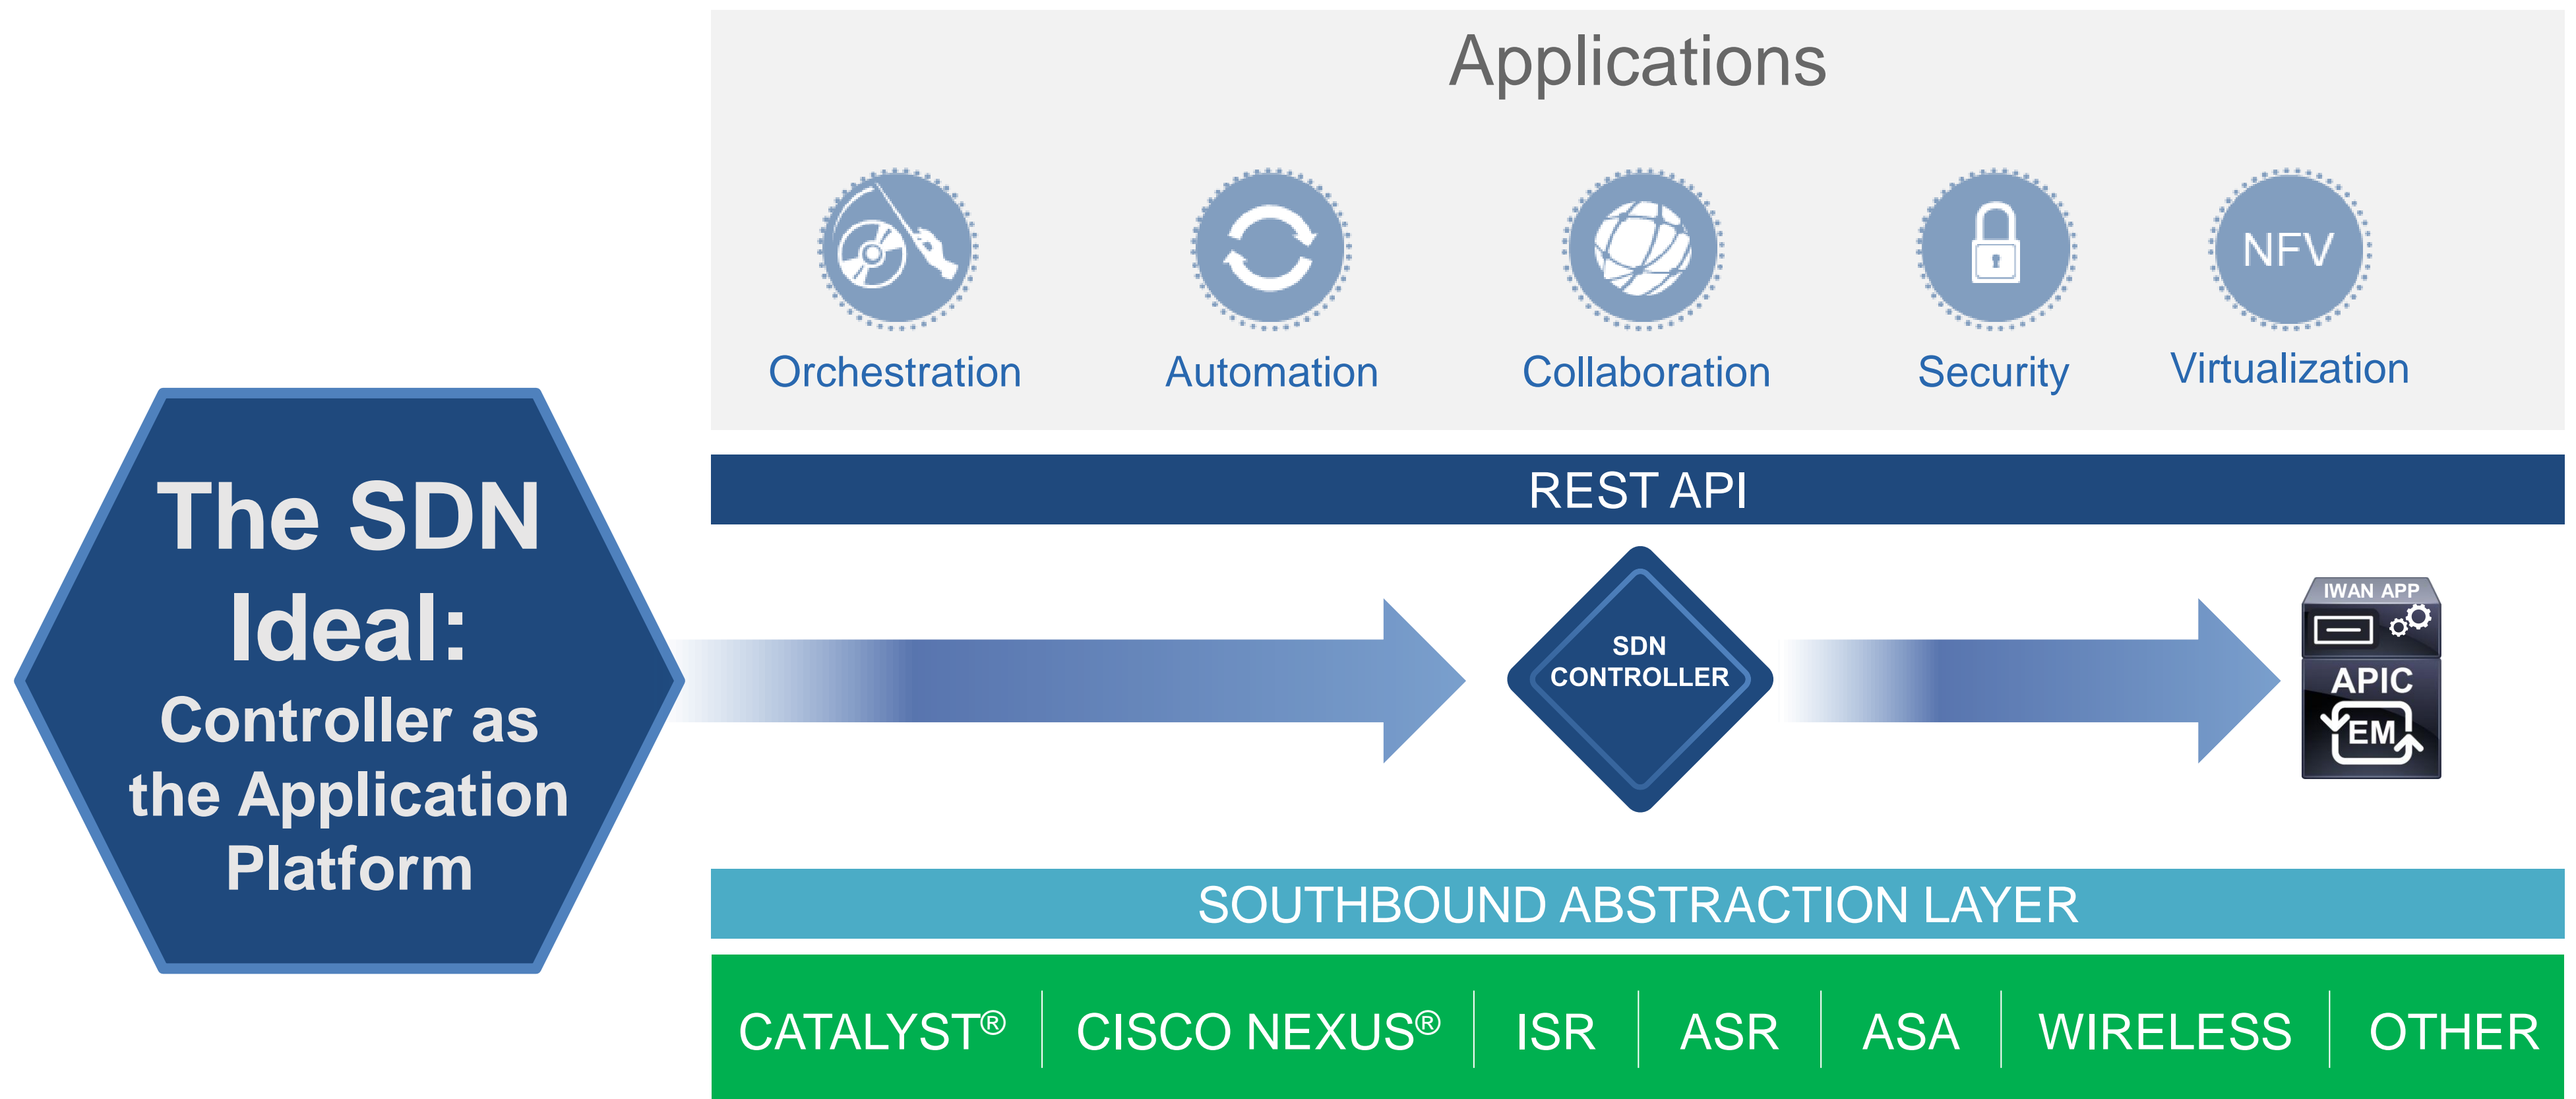 Applications
NFV
Orchestration
Automation
Collaboration
Security
Virtualization
REST API
The SDN
Ideal:
Controller as
the Application
Platform
SDN
CONTROLLER
IWAN APP
APIC
EM
SOUTHBOUND ABSTRACTION LAYER
CATALYST® CISCO NEXUS® ISR ASR ASA WIRELESS OTHER